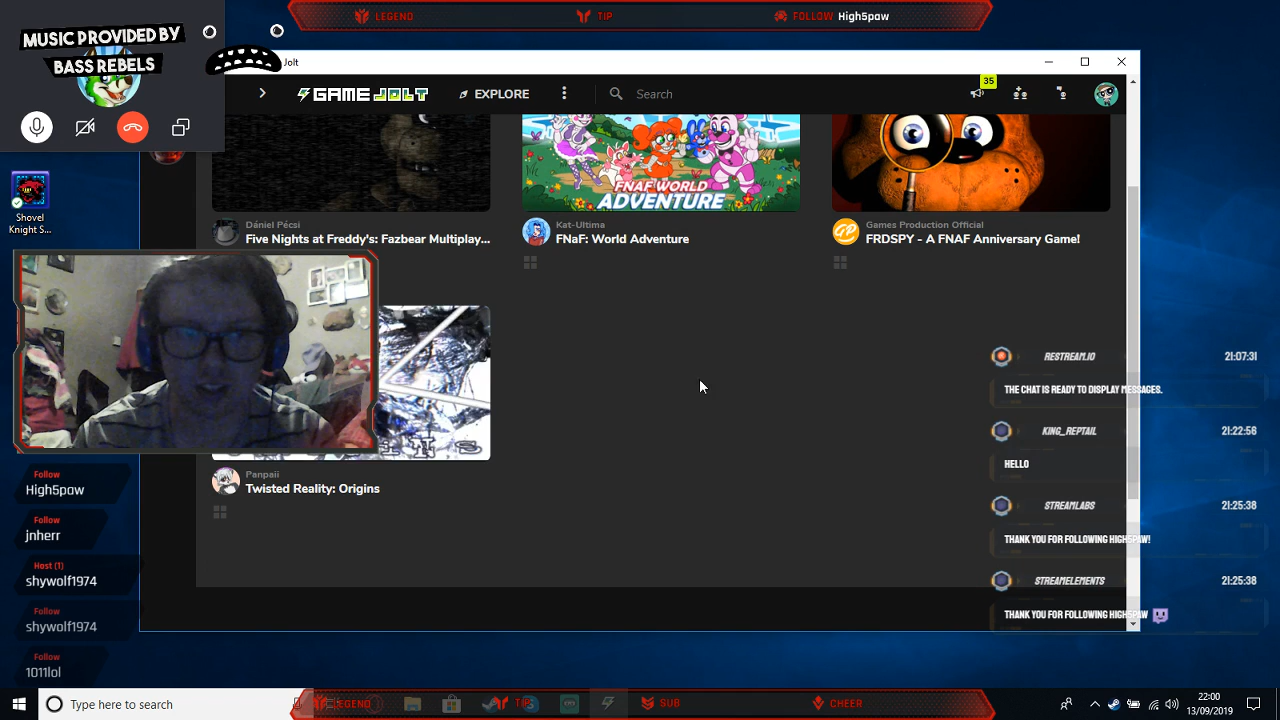 LEGEND
TIP
FOLLOW High5paw
MUSIC PROVIDED BY
BASS REBELS
Jolt
GAME JOLT
EXPLORE
Search
35
Shovel
Knight S...
FNAF WORLD
ADVENTURE
Dániel Pécsi
Five Nights at Freddy's: Fazbear Multiplay...
Kat-Ultima
FNaF: World Adventure
GP
Games Production Official
FRDSPY - A FNAF Anniversary Game!
Panpaii
Twisted Reality: Origins
RESTREAM.IO
21:07:31
THE CHAT IS READY TO DISPLAY MESSAGES.
KING_REPTAIL
21:22:56
HELLO
STREAMLABS
21:25:38
THANK YOU FOR FOLLOWING HIGH5PAW!
STREAMELEMENTS
21:25:38
THANK YOU FOR FOLLOWING HIGH5PAW
Follow
High5paw
Follow
jnherr
Host (1)
shywolf1974
Follow
shywolf1974
Follow
1011lol
Type here to search
LEGEND
TIP
SUB
CHEER
22:00
13/09/2019